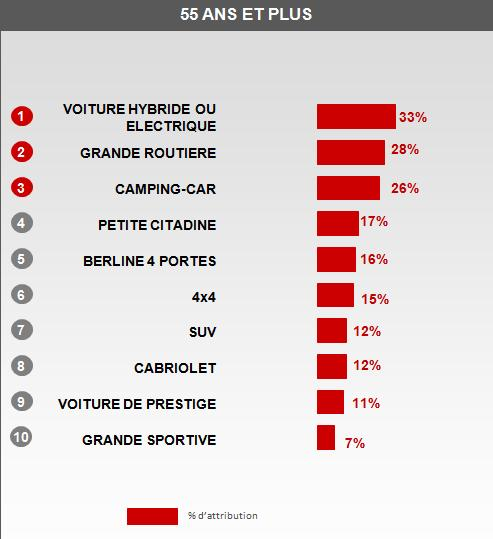 55 ANS ET PLUS
1 VOITURE HYBRIDE OU
ELECTRIQUE 33%
2 GRANDE ROUTIERE 28%
3 CAMPING-CAR 26%
4 PETITE CITADINE 17%
5 BERLINE 4 PORTES 16%
6 4x4 15%
7 SUV 12%
8 CABRIOLET 12%
9 VOITURE DE PRESTIGE 11%
10 GRANDE SPORTIVE 7%
% d'attribution